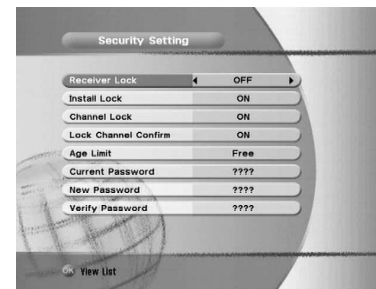 Security Setting
Receiver Lock OFF
Install Lock ON
Channel Lock ON
Lock Channel Confirm ON
Age Limit Free
Current Password ????
New Password ????
Verify Password ????
OK View List